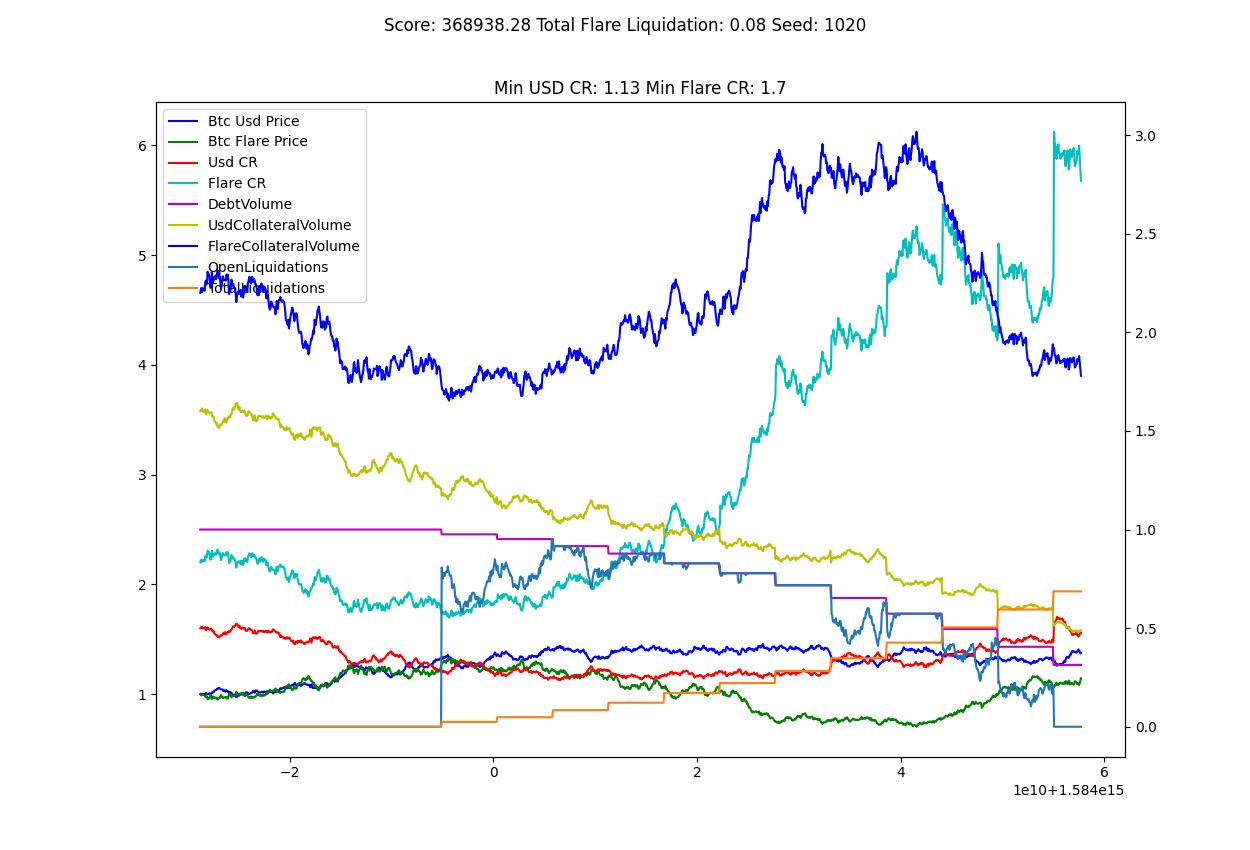 Score: 368938.28 Total Flare Liquidation: 0.08 Seed: 1020
Min USD CR: 1.13 Min Flare CR: 1.7
Btc Usd Price
Btc Flare Price
Usd CR
Flare CR
DebtVolume
UsdCollateralVolume
FlareCollateralVolume
OpenLiquidations
TotalLiquidations
6
5
4
3
2
1
3.0
2.5
2.0
1.5
1.0
0.5
0.0
−2
0
2
4
6
1e10+1.584e15